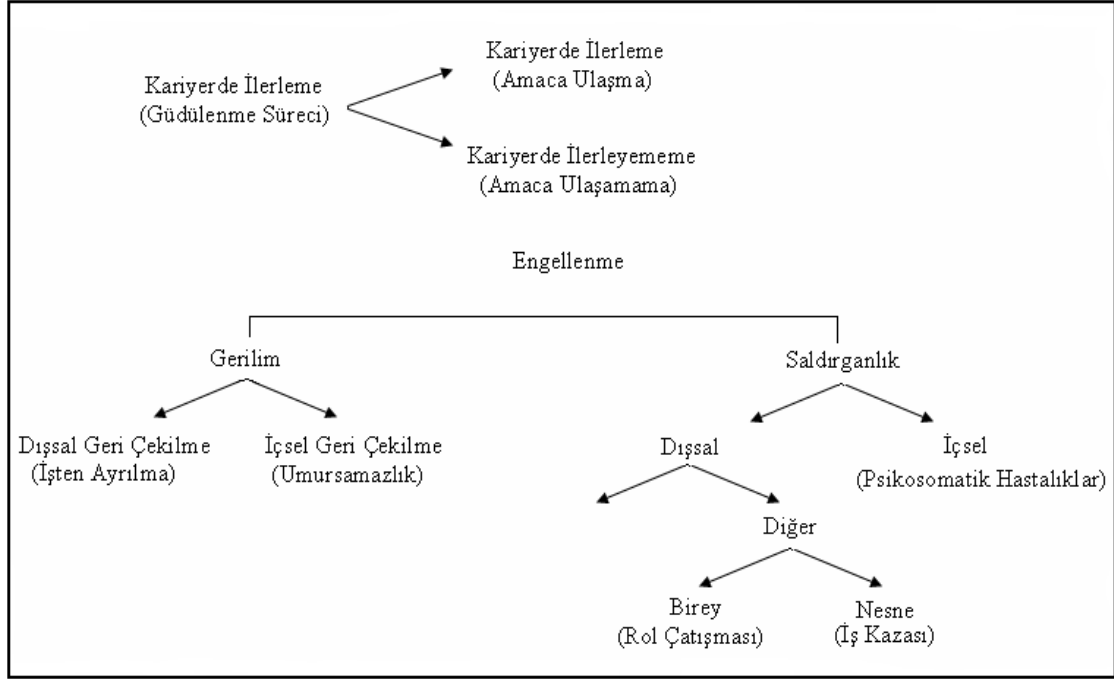 Kariyerde İlerleme
(Amaca Ulaşma)
Kariyerde İlerleme
(Güdülenme Süreci)
Kariyerde İlerleyememe
(Amaca Ulaşamama)
Engellenme
Gerilim
Saldırganlık
Dışsal Geri Çekilme
(İşten Ayrılma)
İçsel Geri Çekilme
(Umursamazlık)
Dışsal
İçsel
(Psikosomatik Hastalıklar)
Diğer
Birey
(Rol Çatışması)
Nesne
(İş Kazası)